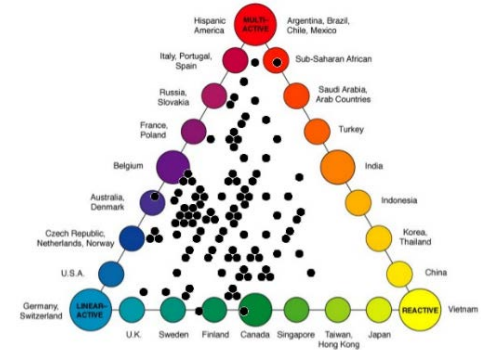 Hispanic
America
MULTI-
ACTIVE
Argentina, Brazil,
Chile, Mexico
Italy, Portugal,
Spain
Sub-Saharan African
Russia,
Slovakia
Saudi Arabia,
Arab Countries
France,
Poland
Turkey
Belgium
India
Australia,
Denmark
Indonesia
Czech Republic,
Netherlands, Norway
Korea,
Thailand
U.S.A.
China
Germany,
Switzerland
LINEAR-
ACTIVE
REACTIVE
Vietnam
U.K.
Sweden
Finland
Canada
Singapore
Taiwan,
Hong Kong
Japan